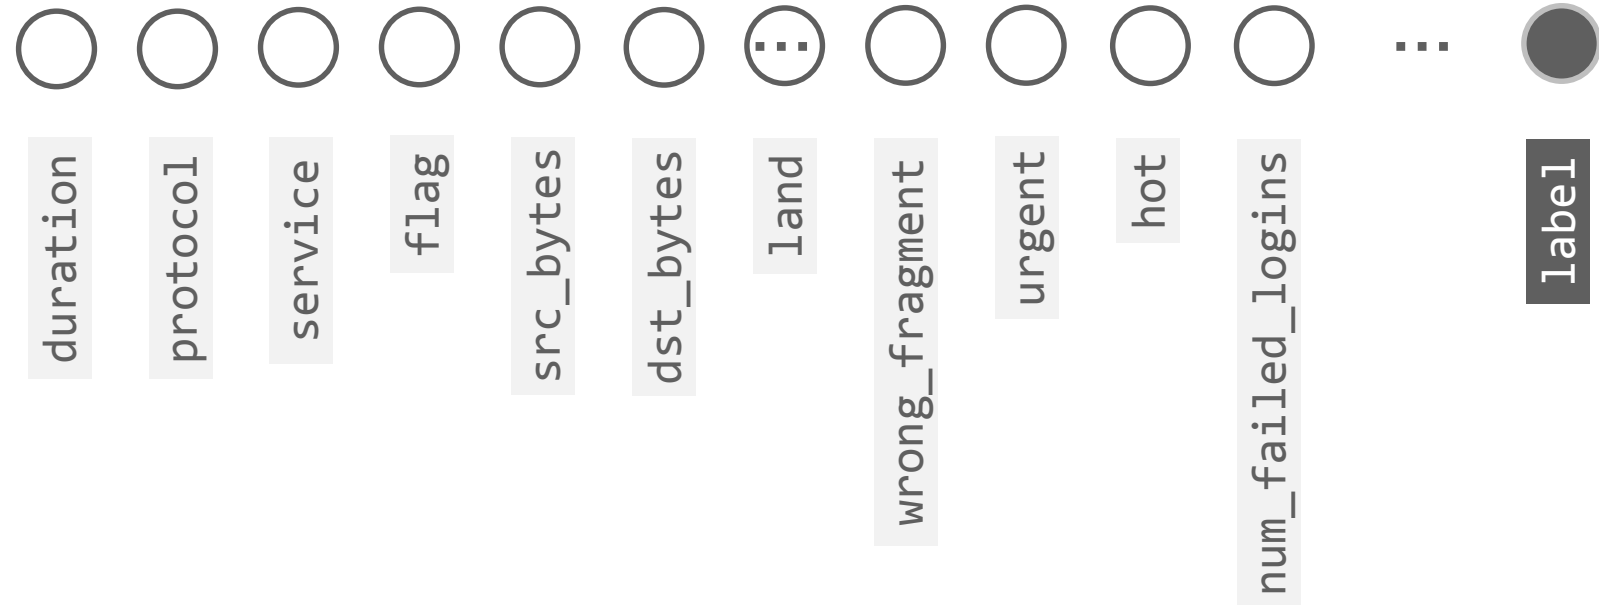 ... ...
duration
protocol
service
flag
src_bytes
dst_bytes
land
wrong_fragment
urgent
hot
num_failed_logins
label